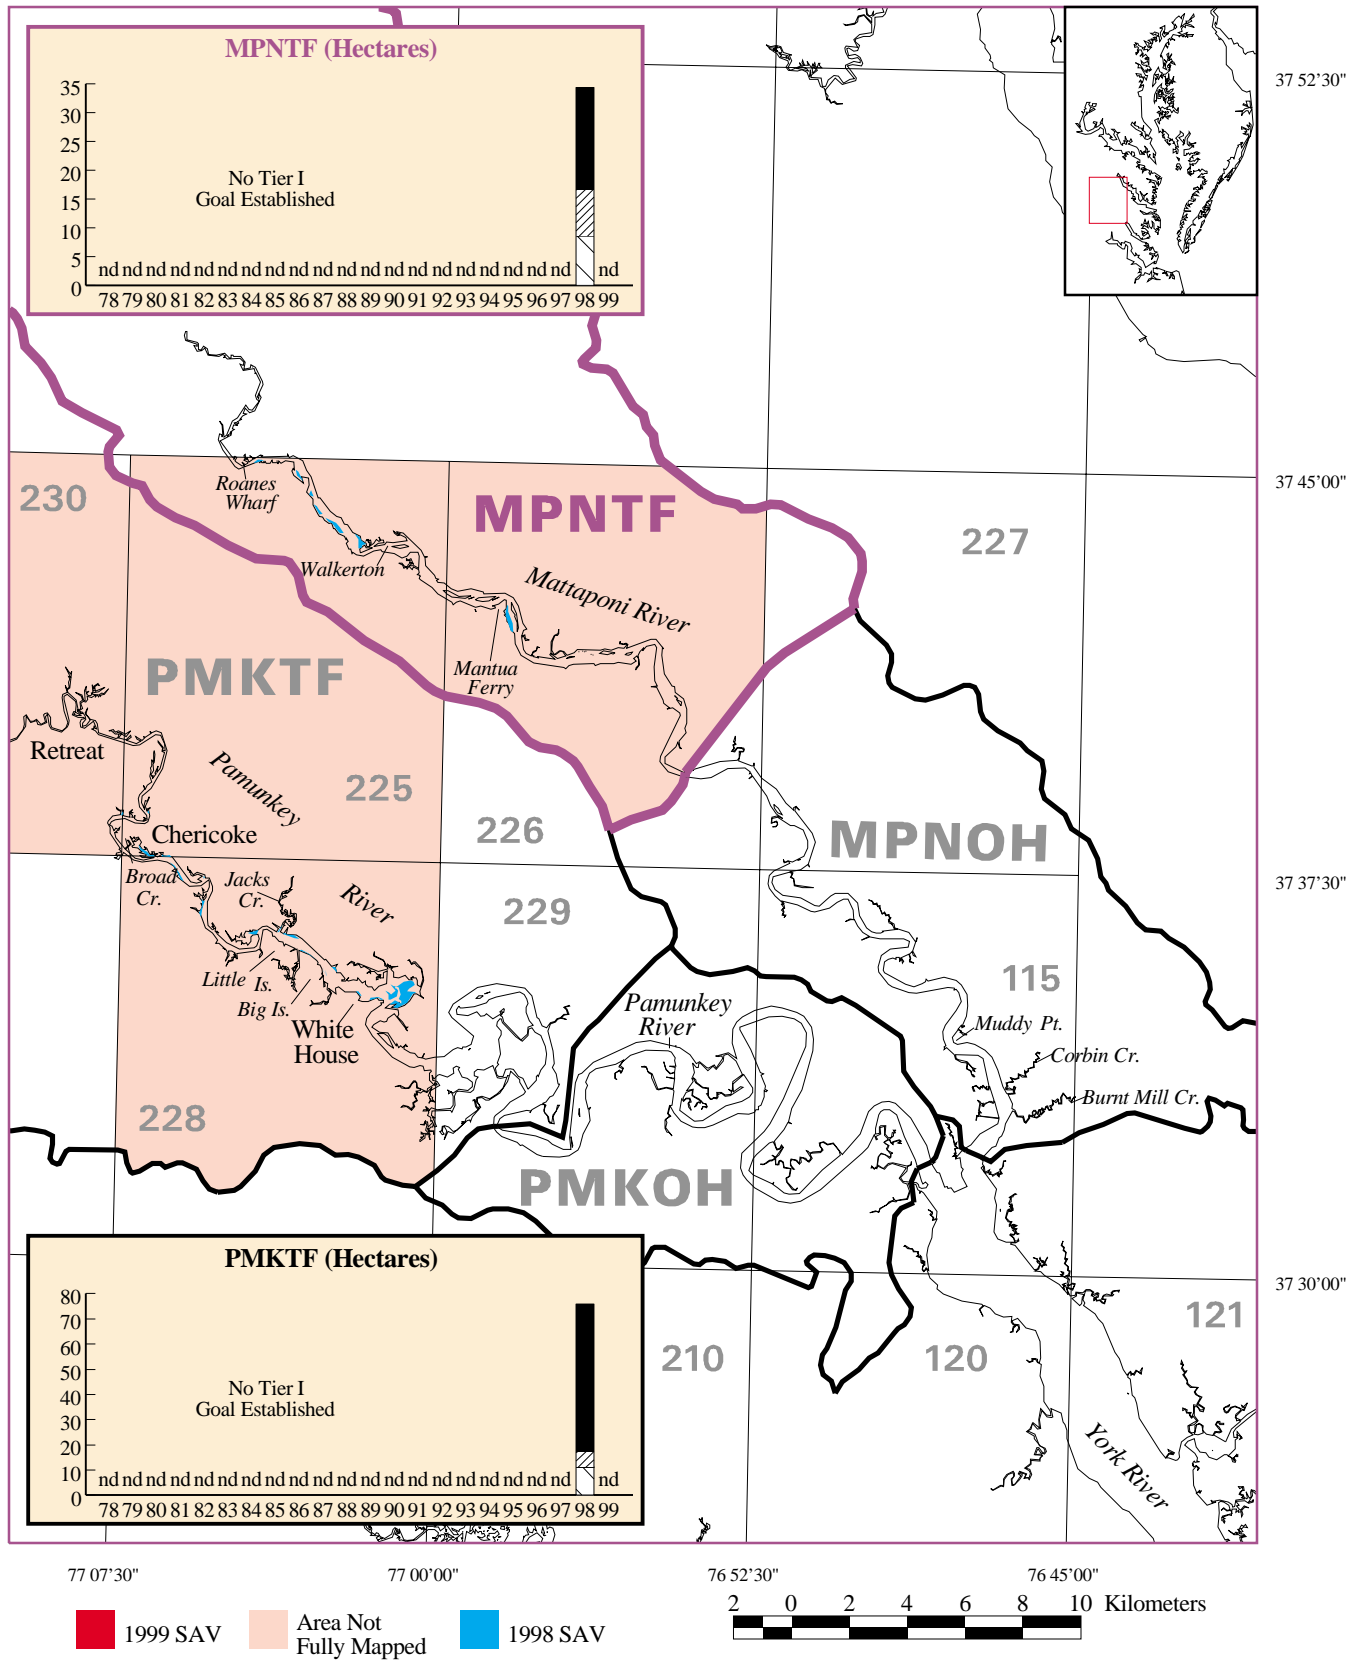 MPNTF (Hectares)
35
30
25
20
15
10
5
0
No Tier I
Goal Established
nd nd nd nd nd nd nd nd nd nd nd nd nd nd nd nd nd nd nd nd nd
78 79 80 81 82 83 84 85 86 87 88 89 90 91 92 93 94 95 96 97 98 99
37 52'30"
Roanes
Wharf
230
MPNTF
37 45'00"
227
Walkerton
Mattaponi River
Mantua
Ferry
PMKTF
Retreat
Pamunkey
225
Chericoke
226
5
MPNOH
Broad
Cr.
Jacks
Cr.
River
37 37'30"
229
Little Is.
Big Is.
115
White
House
Pamunkey
River
Muddy Pt.
Corbin Cr.
Burnt Mill Cr.
228
PMKOH
PMKTF (Hectares)
80
70
60
50
40
30
20
10
0
No Tier I
Goal Established
nd nd nd nd nd nd nd nd nd nd nd nd nd nd nd nd nd nd nd nd nd
78 79 80 81 82 83 84 85 86 87 88 89 90 91 92 93 94 95 96 97 98 99
37 30'00"
121
210
120
York River
77 07'30"
77 00'00"
76 52'30"
76 45'00"
1999 SAV
Area Not
Fully Mapped
1998 SAV
2 0 2 4 6 8 10 Kilometers